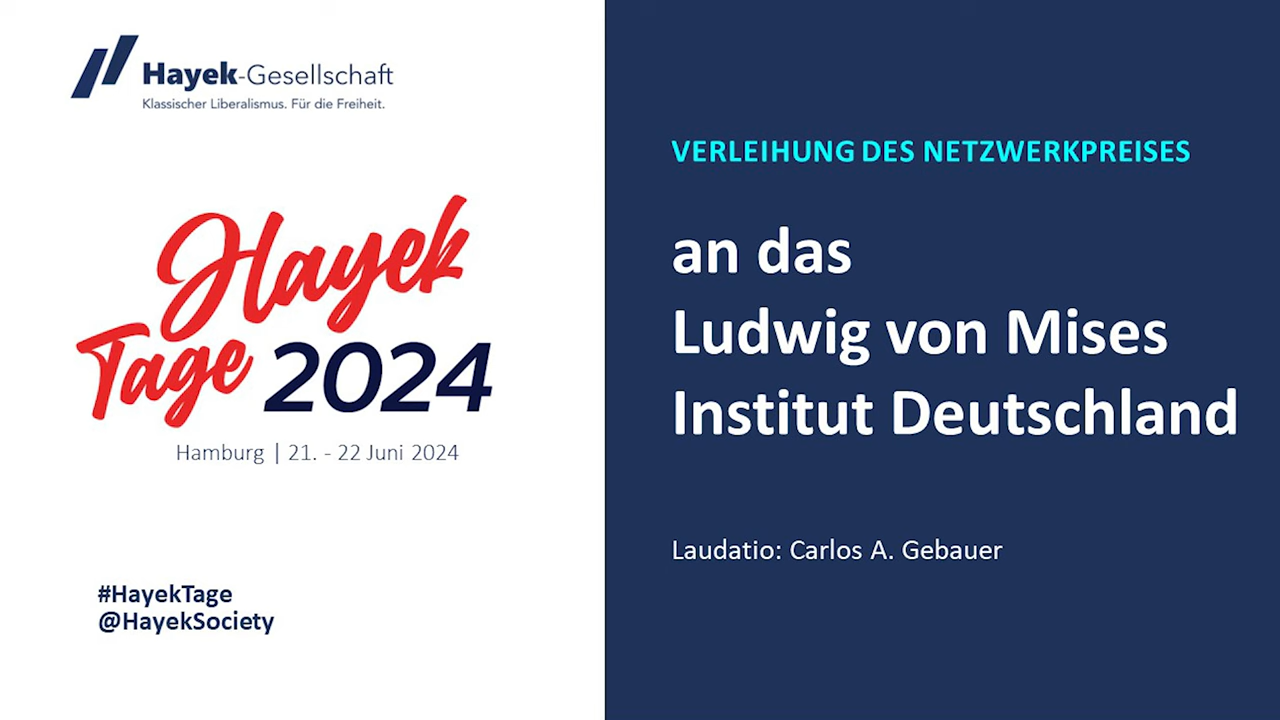 Hayek-Gesellschaft
Klassischer Liberalismus. Für die Freiheit.
Hayek
Tage 2024
Hamburg | 21. - 22 Juni 2024
#HayekTage
@HayekSociety
VERLEIHUNG DES NETZWERKPREISES
an das
Ludwig von Mises
Institut Deutschland
Laudatio: Carlos A. Gebauer